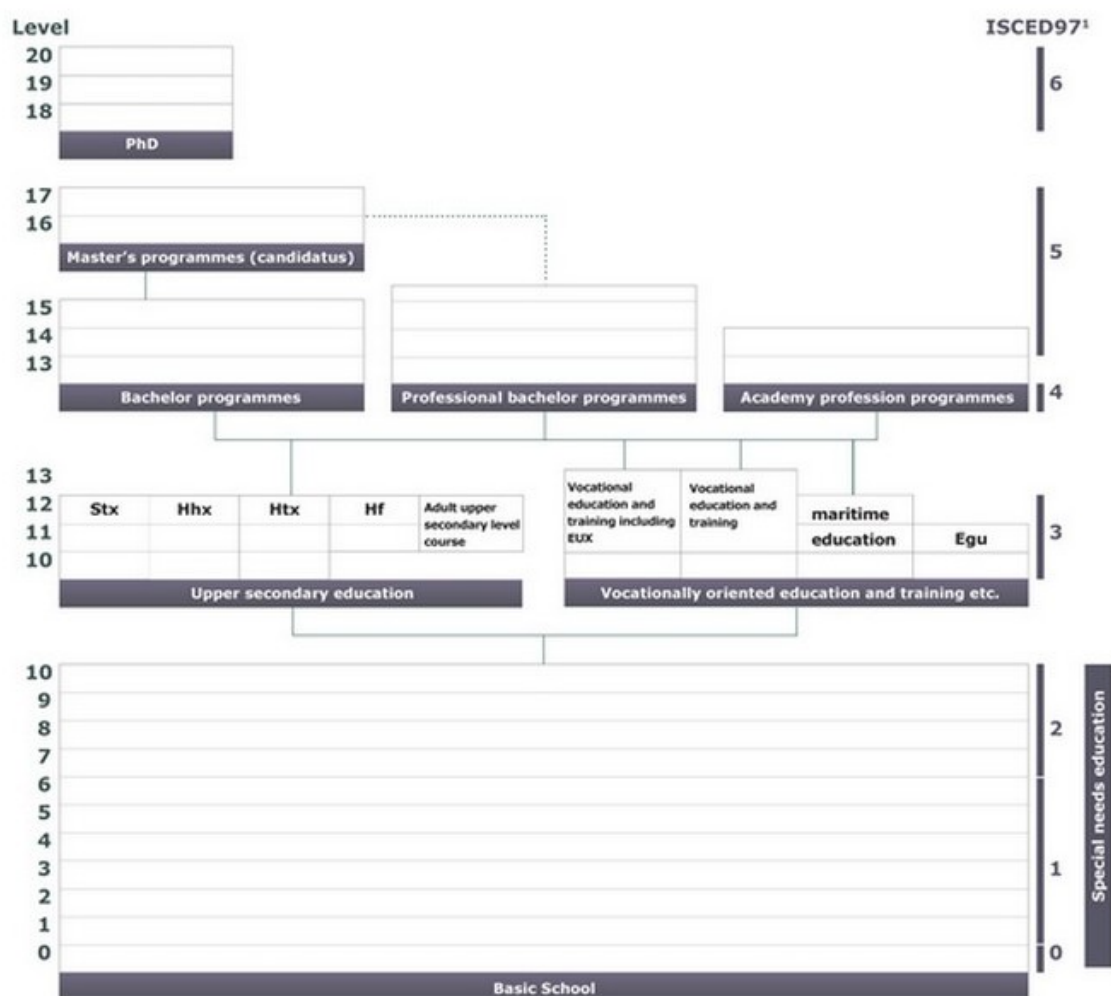 Level
ISCED97¹
20
19
18
6
PhD
17
16
5
Master's programmes (candidatus)
15
14
13
Bachelor programmes
Professional bachelor programmes
Academy profession programmes
4
13
12
11
10
Stx
Hhx
Htx
Hf
Adult upper
secondary level
course
Vocational
education and
training including
EUX
Vocational
education and
training
maritime
education
Egu
3
Upper secondary education
Vocationally oriented education and training etc.
10
9
8
7
6
5
4
3
2
1
0
2
1
0
Special needs education
Basic School